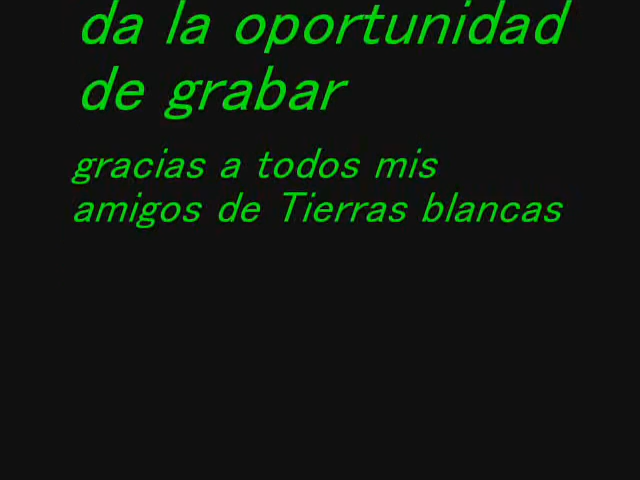 da la oportunidad
de grabar
gracias a todos mis
amigos de Tierras blancas